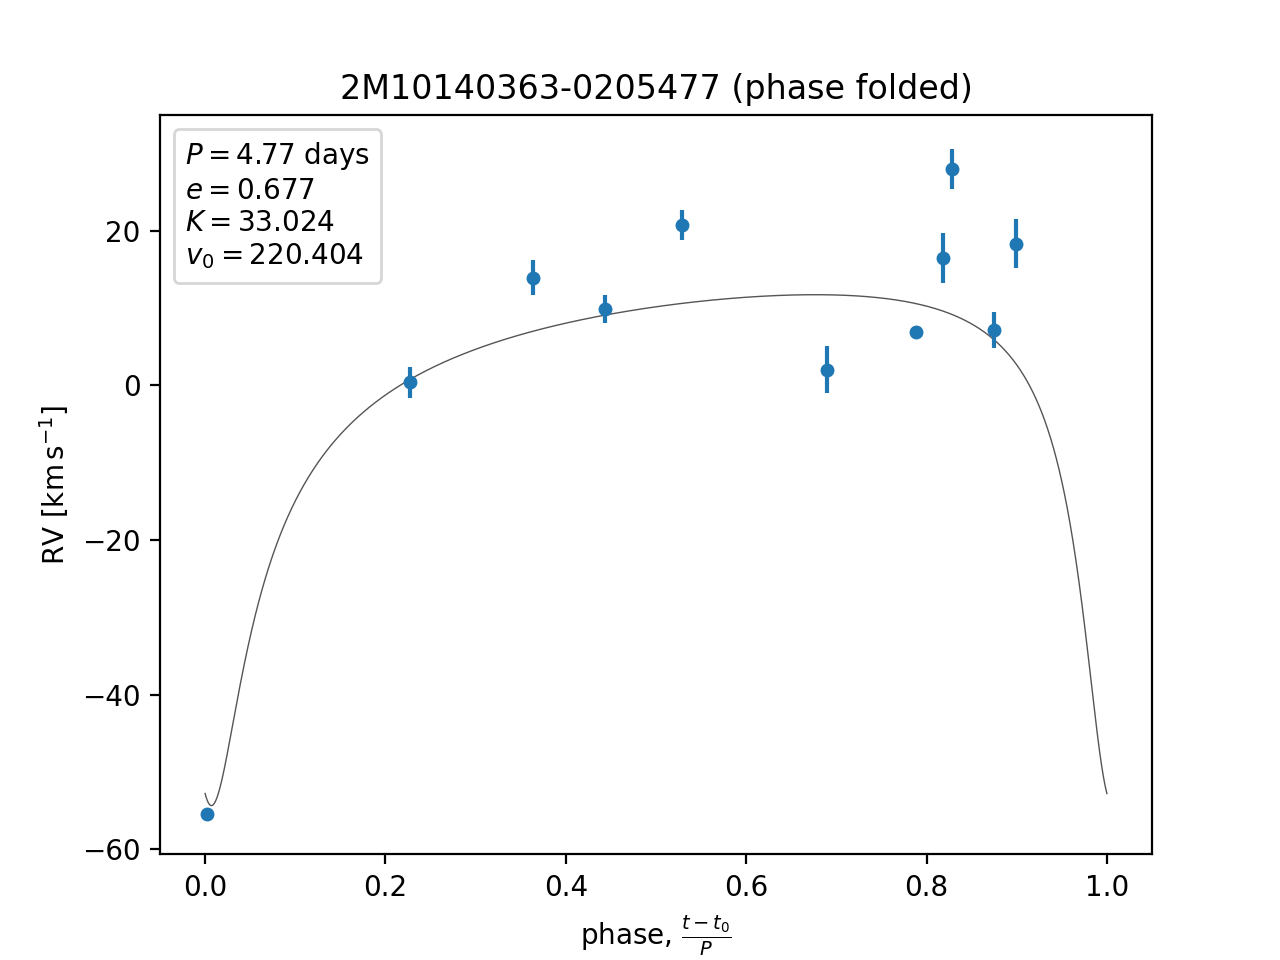 2M10140363-0205477 (phase folded)
P = 4.77 days
e = 0.677
K = 33.024
v₀ = 220.404
20
0
−20
−40
−60
RV [km s⁻¹]
0.0 0.2 0.4 0.6 0.8 1.0
phase, (t − t₀)/P